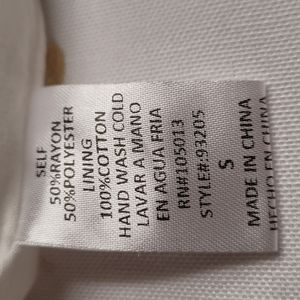 SELF
50%RAYON
50%POLYESTER
LINING
100%COTTON
HAND WASH COLD
LAVAR A MANO
EN AGUA FRIA
RN#105013
STYLE#:93205
S
MADE IN CHINA
HECHO EN CHINA